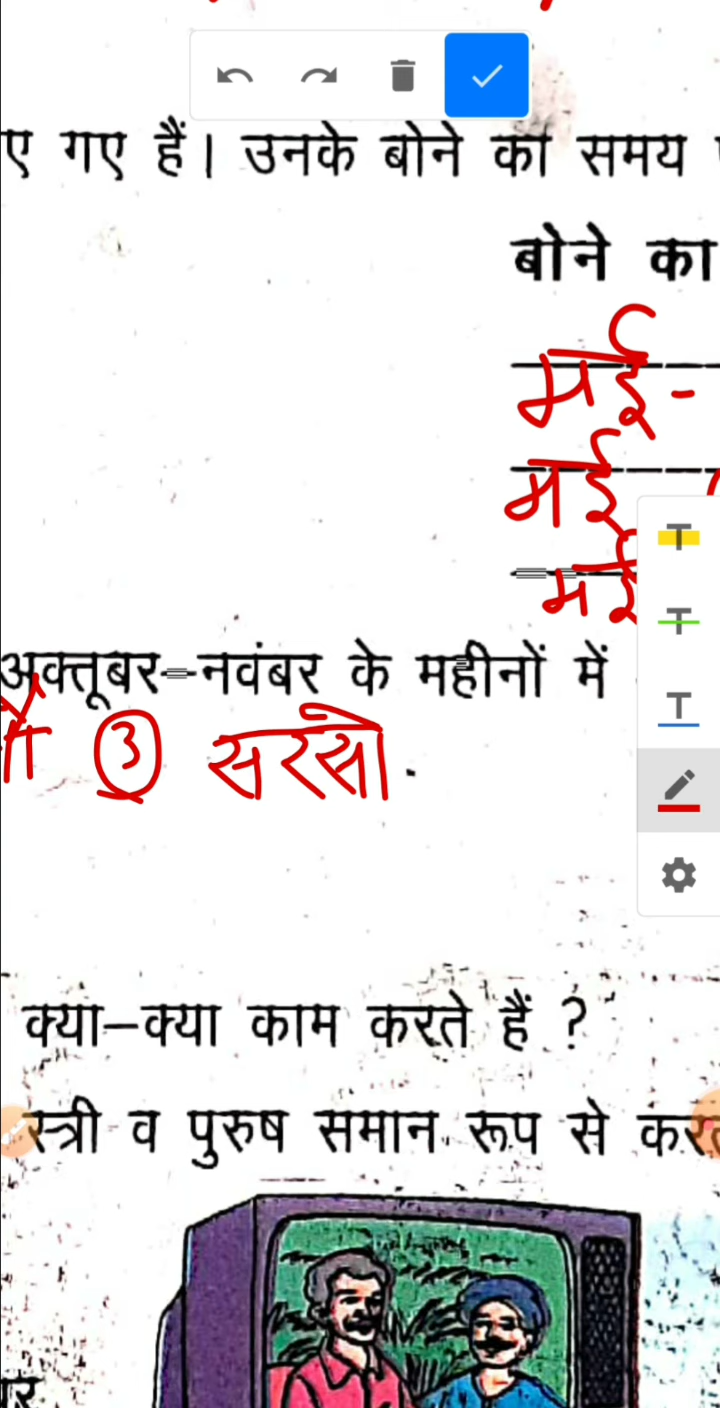 ए गए हैं। उनके बोने का समय
बोने का
मई-
मई
मई
अक्तूबर-नवंबर के महीनों में
③ सरसो.
क्या-क्या काम करते हैं ?
स्त्री व पुरुष समान रूप से कर